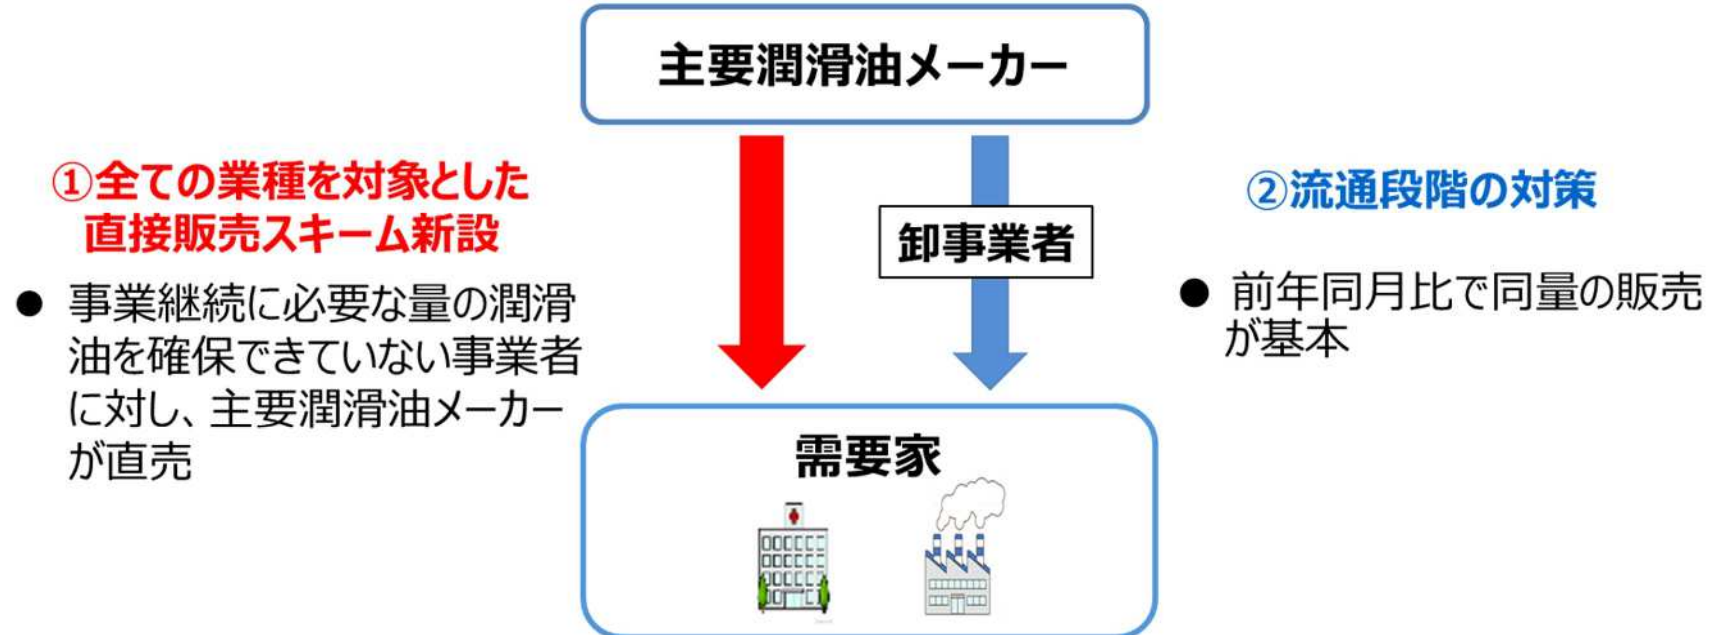 主要潤滑油メーカー
①全ての業種を対象とした
直接販売スキーム新設
● 事業継続に必要な量の潤滑
油を確保できていない事業者
に対し、主要潤滑油メーカー
が直売
卸事業者
②流通段階の対策
● 前年同月比で同量の販売
が基本
需要家